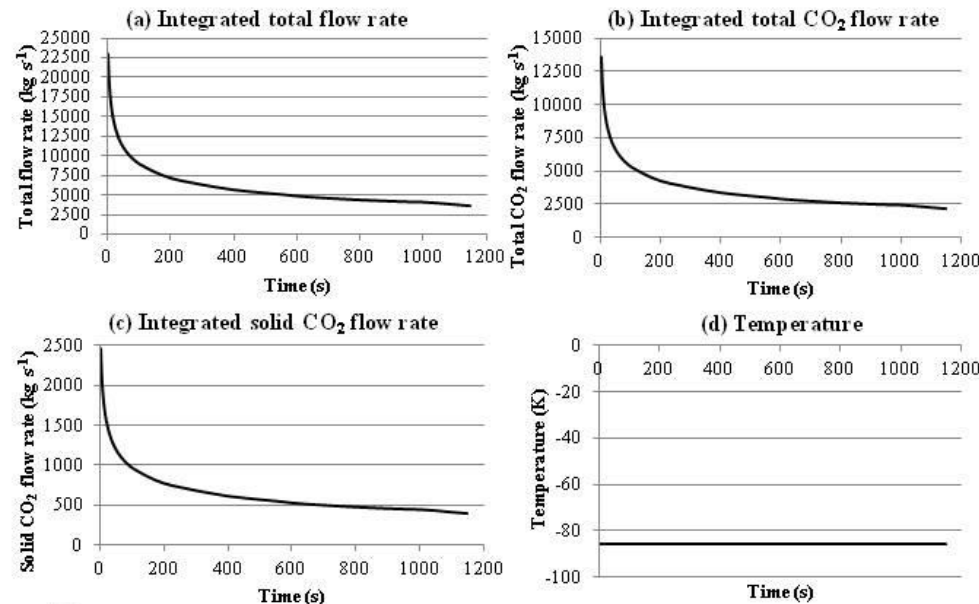 (a) Integrated total flow rate
Total flow rate (kg s⁻¹)
25000
22500
20000
17500
15000
12500
10000
7500
5000
2500
0
0 200 400 600 800 1000 1200
Time (s)
(b) Integrated total CO₂ flow rate
Total CO₂ flow rate (kg s⁻¹)
15000
12500
10000
7500
5000
2500
0
0 200 400 600 800 1000 1200
Time (s)
(c) Integrated solid CO₂ flow rate
Solid CO₂ flow rate (kg s⁻¹)
2500
2000
1500
1000
500
0
0 200 400 600 800 1000 1200
Time (s)
(d) Temperature
Temperature (K)
0
-20
-40
-60
-80
-100
0 200 400 600 800 1000 1200
Time (s)